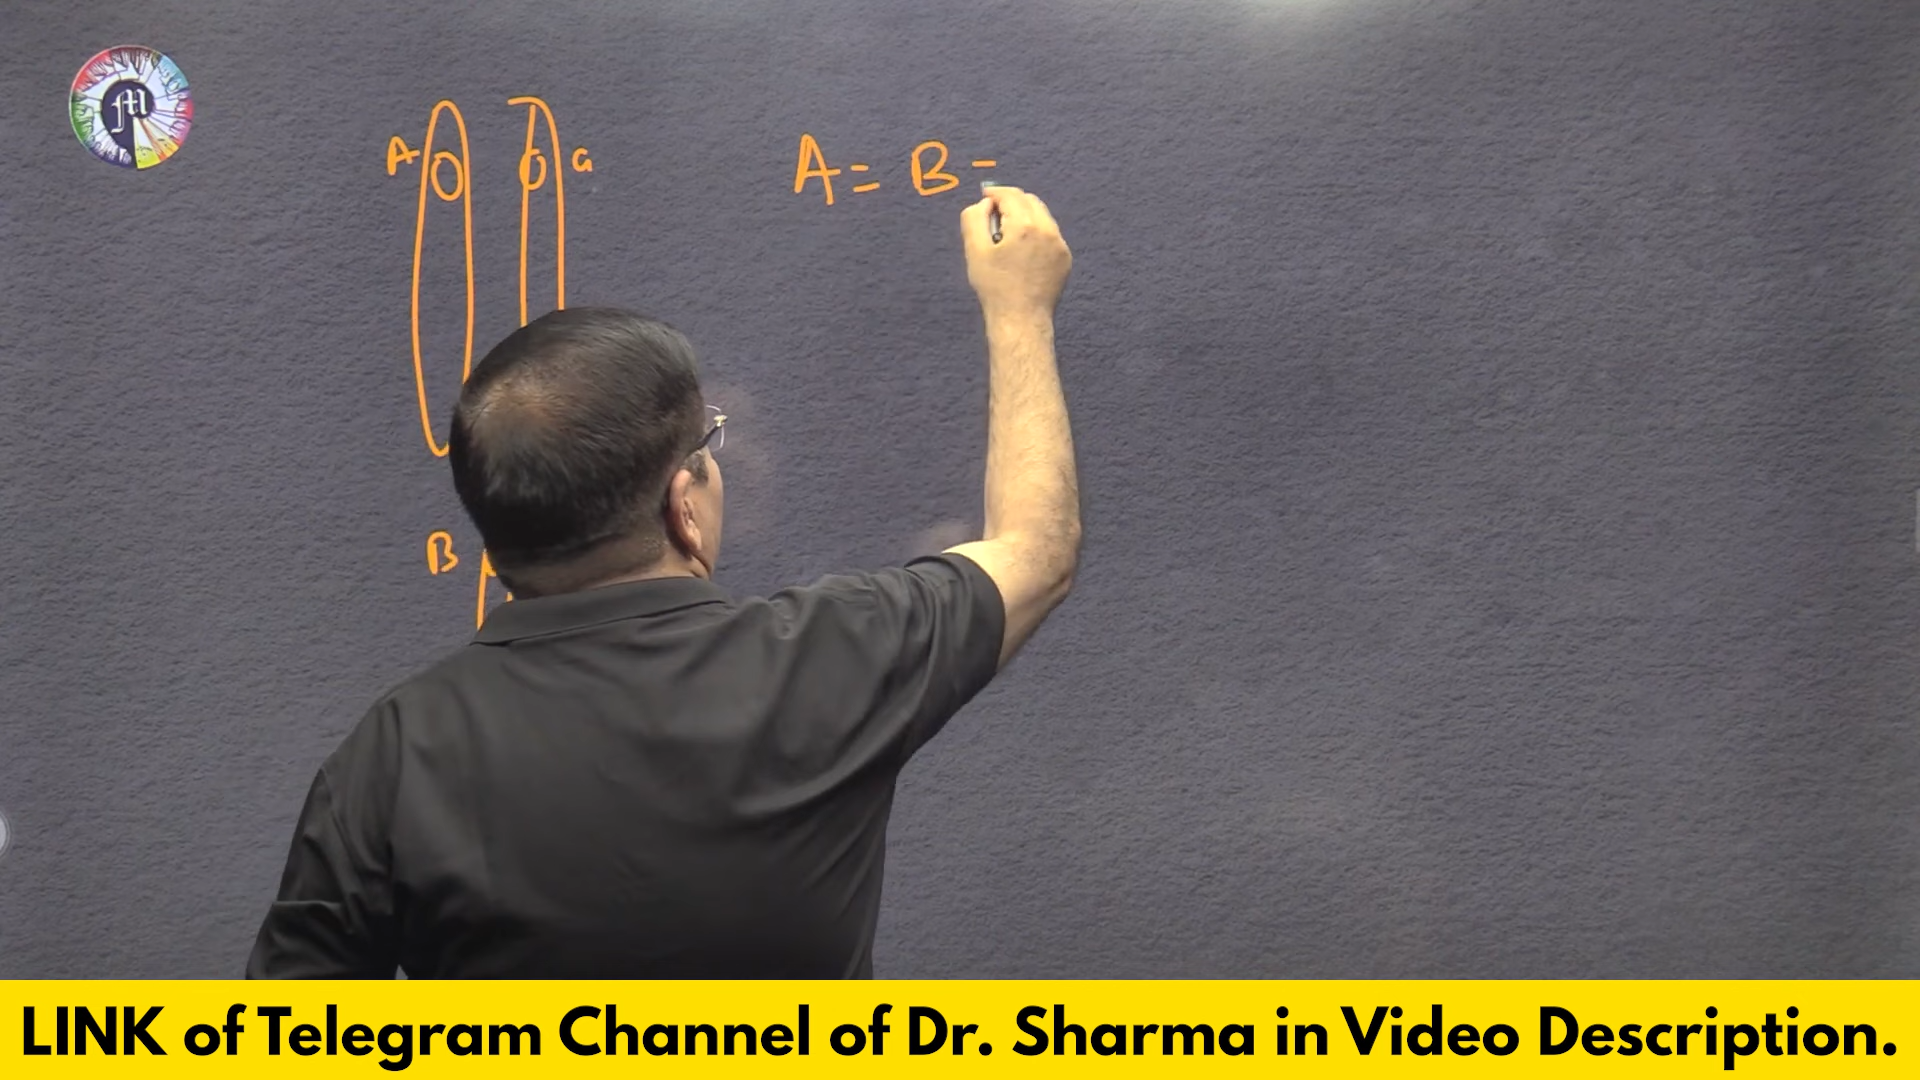 A
a
A = B =
B
LINK of Telegram Channel of Dr. Sharma in Video Description.